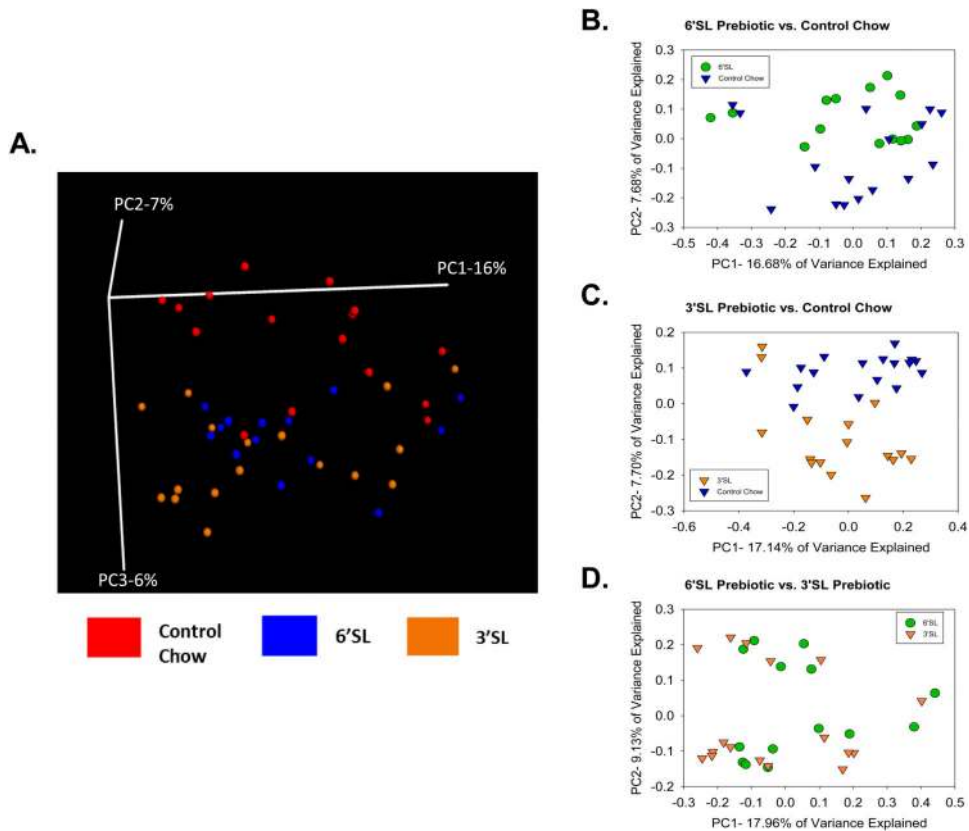 A.
PC2-7%
PC1-16%
PC3-6%
Control
Chow
6'SL
3'SL
B.
6'SL Prebiotic vs. Control Chow
PC2- 7.68% of Variance Explained
0.3
0.2
0.1
0.0
-0.1
-0.2
-0.3
6'SL
Control Chow
-0.5 -0.4 -0.3 -0.2 -0.1 0.0 0.1 0.2 0.3
PC1- 16.68% of Variance Explained
C.
3'SL Prebiotic vs. Control Chow
PC2- 7.70% of Variance Explained
0.2
0.1
0.0
-0.1
-0.2
-0.3
3'SL
Control Chow
-0.6 -0.4 -0.2 0.0 0.2 0.4
PC1- 17.14% of Variance Explained
D.
6'SL Prebiotic vs. 3'SL Prebiotic
PC2- 9.13% of Variance Explained
0.3
0.2
0.1
0.0
-0.1
-0.2
6'SL
3'SL
-0.3 -0.2 -0.1 0.0 0.1 0.2 0.3 0.4 0.5
PC1- 17.96% of Variance Explained